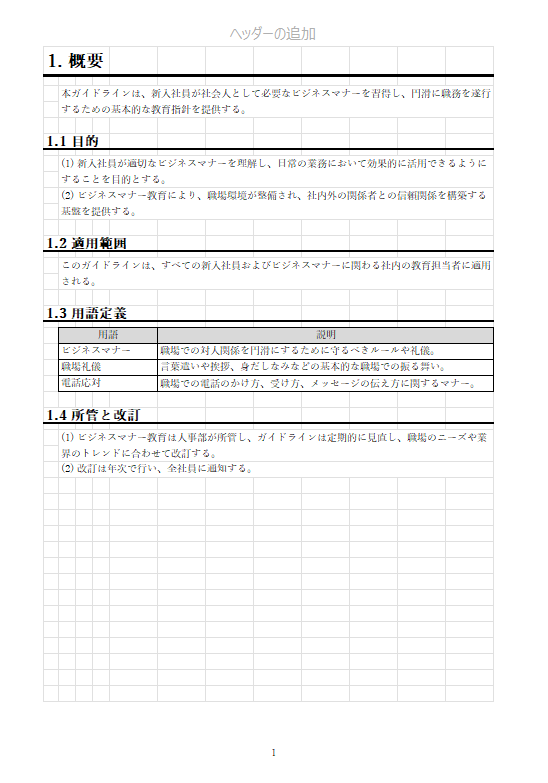 ヘッダーの追加
1. 概要
本ガイドラインは、新入社員が社会人として必要なビジネスマナーを習得し、円滑に職務を遂行
するための基本的な教育指針を提供する。
1.1 目的
(1) 新入社員が適切なビジネスマナーを理解し、日常の業務において効果的に活用できるように
することを目的とする。
(2) ビジネスマナー教育により、職場環境が整備され、社内外の関係者との信頼関係を構築する
基盤を提供する。
1.2 適用範囲
このガイドラインは、すべての新入社員およびビジネスマナーに関わる社内の教育担当者に適用
される。
1.3 用語定義
用語 説明
ビジネスマナー 職場での対人関係を円滑にするために守るべきルールや礼儀。
職場礼儀 言葉遣いや挨拶、身だしなみなどの基本的な職場での振る舞い。
電話応対 職場での電話のかけ方、受け方、メッセージの伝え方に関するマナー。
1.4 所管と改訂
(1) ビジネスマナー教育は人事部が所管し、ガイドラインは定期的に見直し、職場のニーズや業
界のトレンドに合わせて改訂する。
(2) 改訂は年次で行い、全社員に通知する。
1